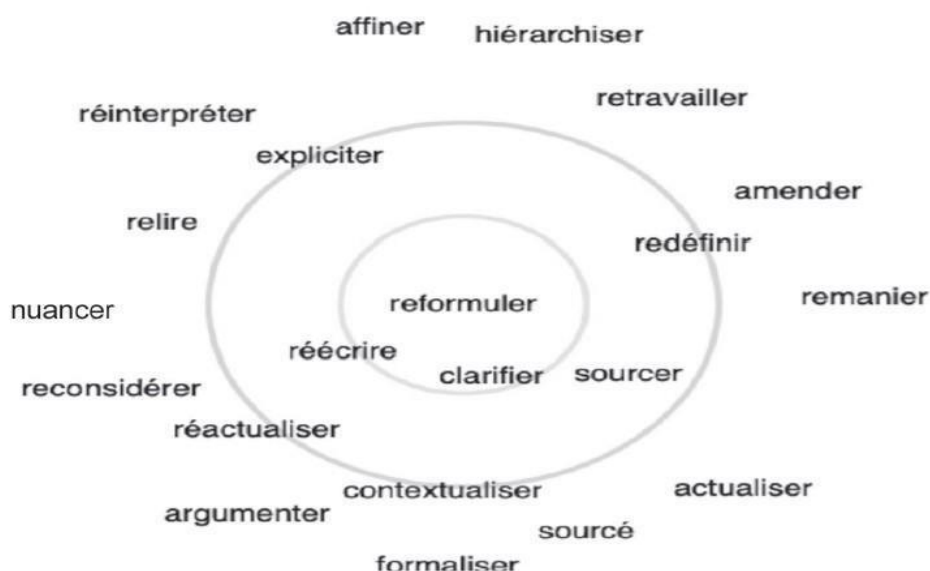 affiner
hiérarchiser
retravailler
réinterpréter
expliciter
amender
relire
redéfinir
remanier
reformuler
nuancer
réécrire
clarifier
sourcer
reconsidérer
réactualiser
actualiser
contextualiser
argumenter
sourcé
formaliser